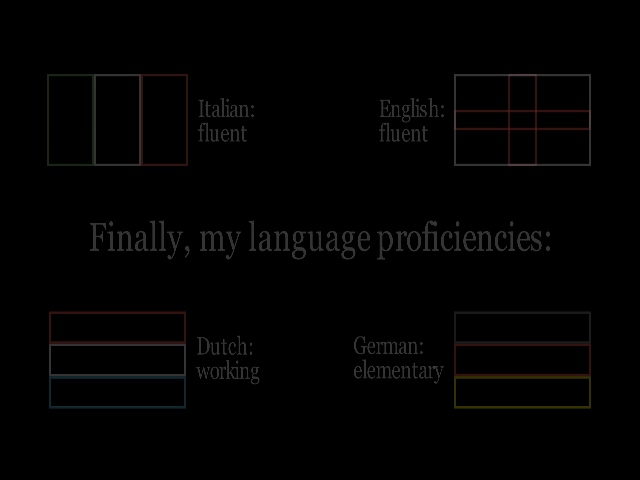 Italian:
fluent
English:
fluent
Finally, my language proficiencies:
Dutch:
working
German:
elementary